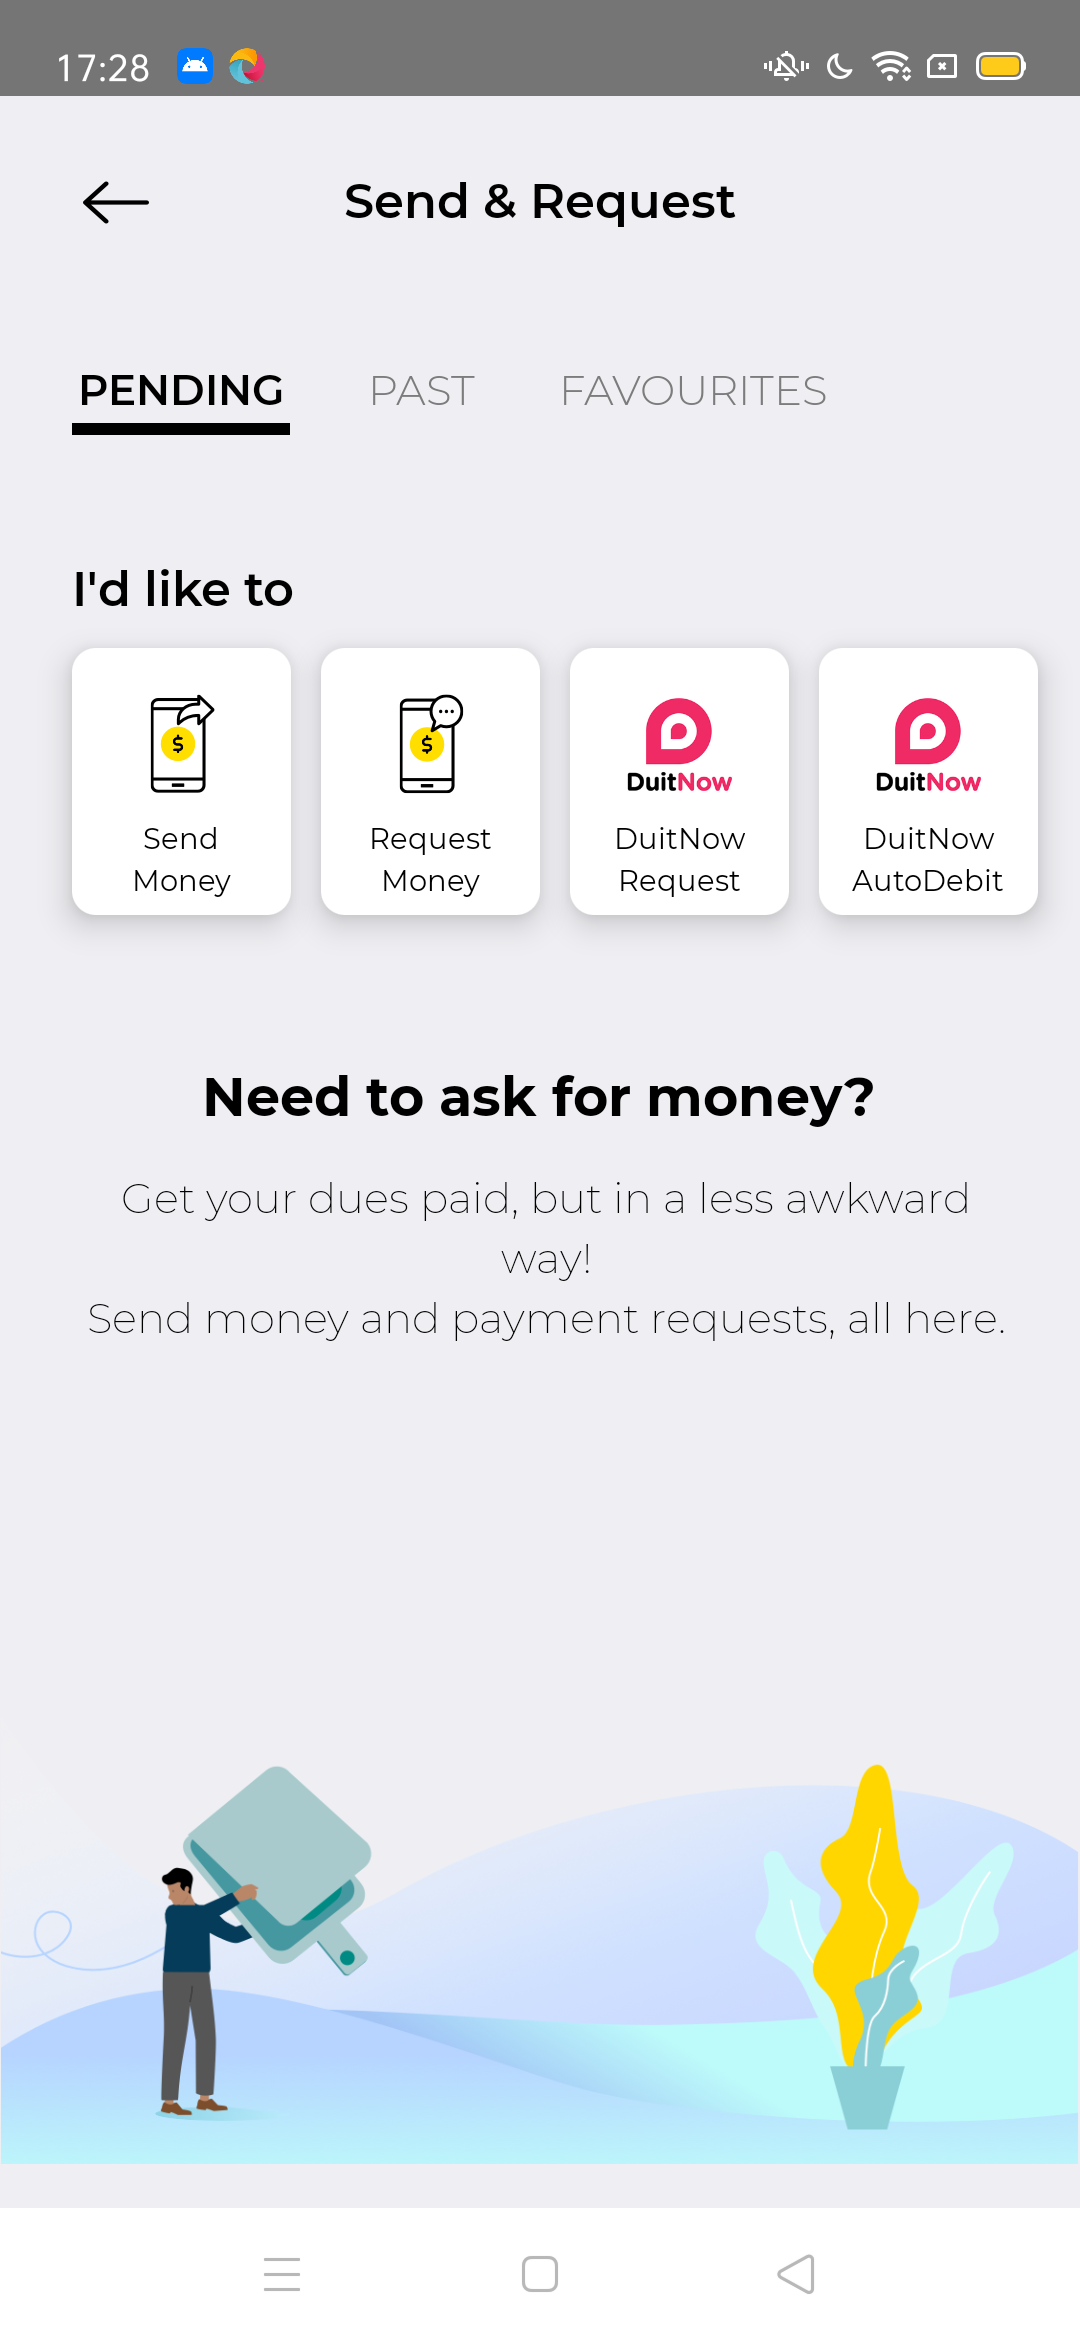 17:28
Send & Request
PENDING
PAST
FAVOURITES
I'd like to
Send
Money
Request
Money
DuitNow
DuitNow
Request
DuitNow
DuitNow
AutoDebit
Need to ask for money?
Get your dues paid, but in a less awkward
way!
Send money and payment requests, all here.